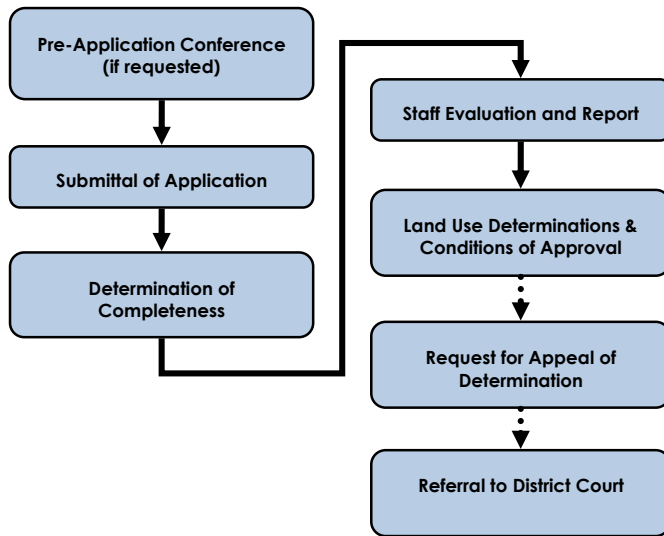 Pre-Application Conference
(if requested)
Submittal of Application
Determination of
Completeness
Staff Evaluation and Report
Land Use Determinations &
Conditions of Approval
Request for Appeal of
Determination
Referral to District Court